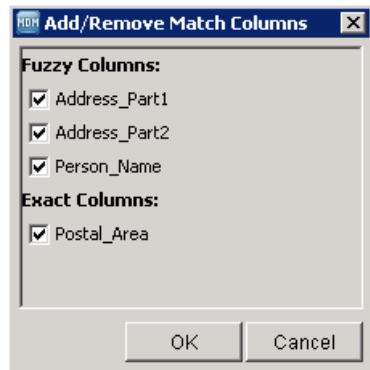 MDM Add/Remove Match Columns
Fuzzy Columns:
Address_Part1
Address_Part2
Person_Name
Exact Columns:
Postal_Area
OK Cancel